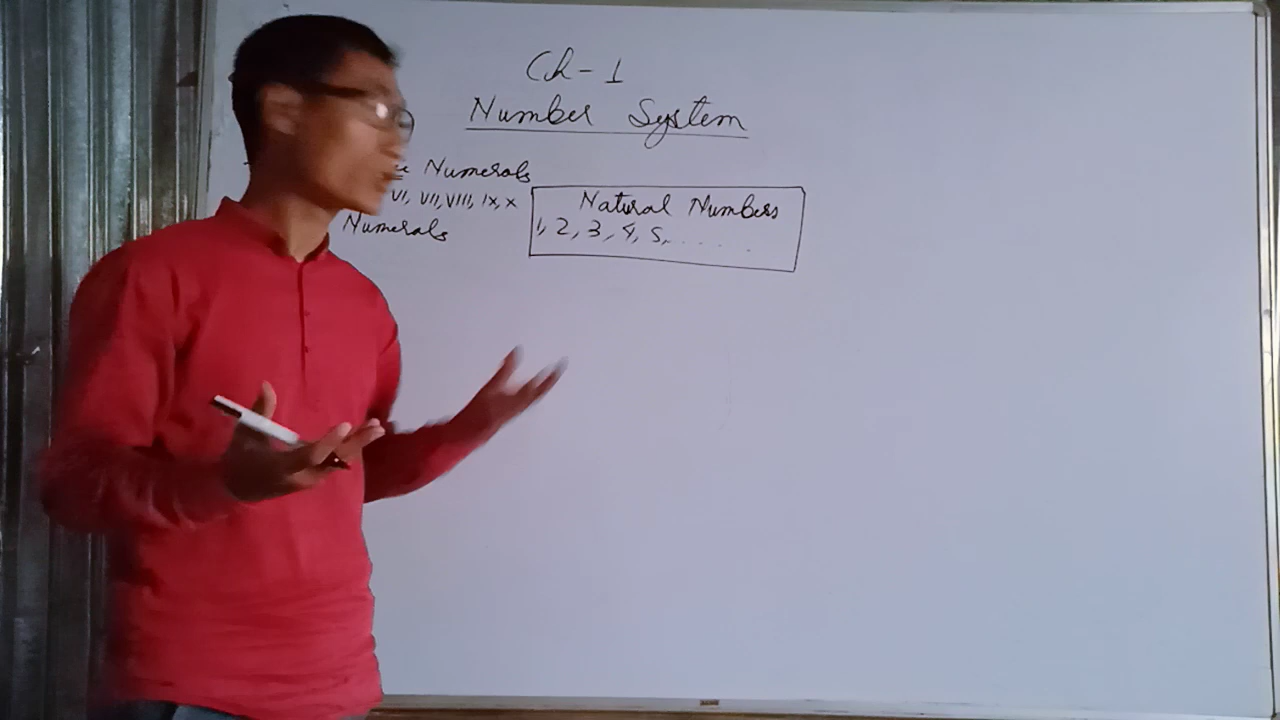 Ch-1
Number System
Numerals
VI, VII, VIII, IX, X
Numerals
Natural Numbers
1, 2, 3, 4, 5, . . . . . .